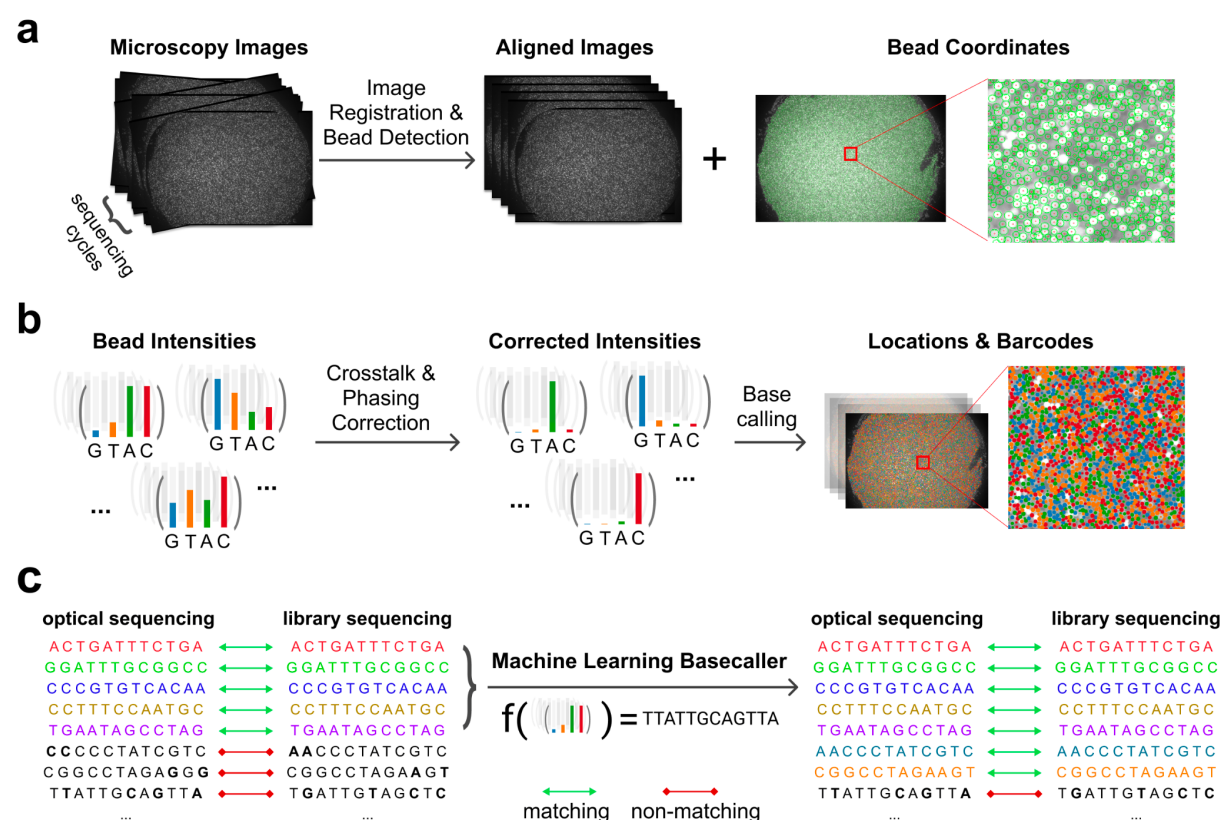 a
Microscopy Images
Aligned Images
Bead Coordinates
Image
Registration &
Bead Detection
+
sequencing
cycles
b
Bead Intensities
Corrected Intensities
Locations & Barcodes
Crosstalk &
Phasing
Correction
Base
calling
G T A C
G T A C
G T A C
...
...
G T A C
G T A C
G T A C
...
...
c
optical sequencing
library sequencing
ACTGATTTCTGA
ACTGATTTCTGA
GGATTTGCGGCC
GGATTTGCGGCC
CCCGTGTCACAA
CCCGTGTCACAA
CCTTTCCAATGC
CCTTTCCAATGC
TGAATAGCCTAG
TGAATAGCCTAG
CCCCCTATCGTC
AACCCTATCGTC
CGGCCTAGAGGG
CGGCCTAGAAGT
TTATTGCAGTTA
TGATTGTAGCTC
...
...
Machine Learning Basecaller
f( G T A C ) = TTATTGCAGTTA
matching
non-matching
optical sequencing
library sequencing
ACTGATTTCTGA
ACTGATTTCTGA
GGATTTGCGGCC
GGATTTGCGGCC
CCCGTGTCACAA
CCCGTGTCACAA
CCTTTCCAATGC
CCTTTCCAATGC
TGAATAGCCTAG
TGAATAGCCTAG
AACCCTATCGTC
AACCCTATCGTC
CGGCCTAGAAGT
CGGCCTAGAAGT
TTATTGCAGTTA
TGATTGTAGCTC
...
...